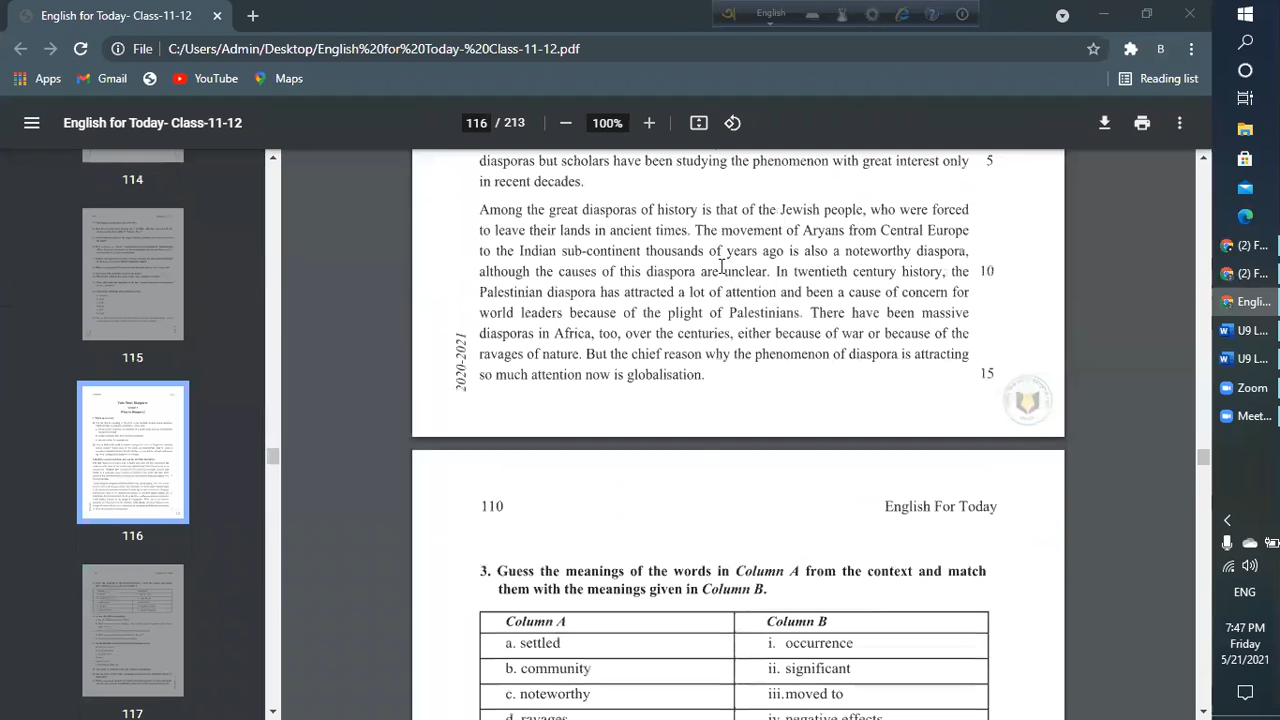 English for Today- Class-11-12
English
File
C:/Users/Admin/Desktop/English%20for%20Today-%20Class-11-12.pdf
B
Apps
Gmail
YouTube
Maps
Reading list
English for Today- Class-11-12
116 / 213
100%
114
115
116
117
diasporas but scholars have been studying the phenomenon with great interest only 5
in recent decades.
Among the great diasporas of history is that of the Jewish people, who were forced
to leave their lands in ancient times. The movement of Aryans from Central Europe
to the Indian sub-continent thousands of years ago is also a noteworthy diaspora,
although the causes of this diaspora are unclear. In twentieth century history, the 10
Palestinian diaspora has attracted a lot of attention and been a cause of concern for
world leaders because of the plight of Palestinians. There have been massive
diasporas in Africa, too, over the centuries, either because of war or because of the
ravages of nature. But the chief reason why the phenomenon of diaspora is attracting
so much attention now is globalisation. 15
2020-2021
110 English For Today
3. Guess the meanings of the words in Column A from the context and match
them with the meanings given in Column B.
Column A Column B
a. settled i. occurence
b. community ii. significant
c. noteworthy iii.moved to
d. ravages iv. negative effects
(2) F
(2) F
Engli...
U9 L
U9 L
Zoom
Meet...
ENG
7:47 PM
Friday
5/21/2021